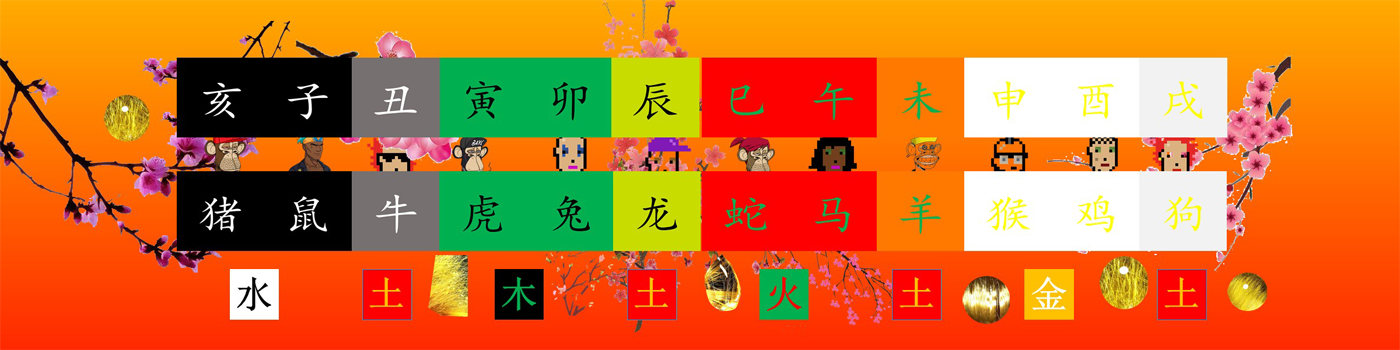 亥 子 丑 寅 卯 辰 巳 午 未 申 酉 戌
猪 鼠 牛 虎 兔 龙 蛇 马 羊 猴 鸡 狗
水 土 木 土 火 土 金 土